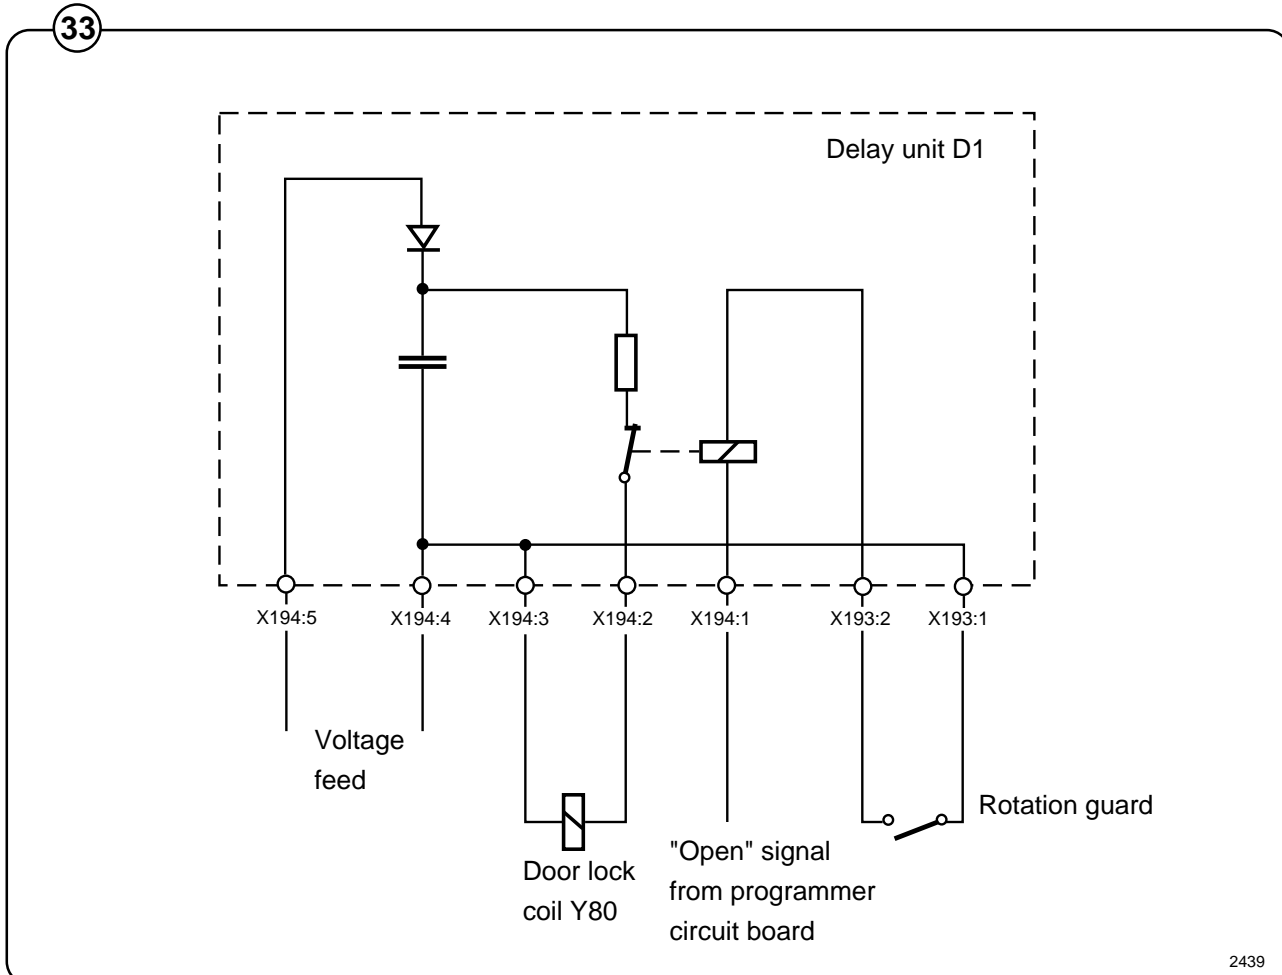 33
Delay unit D1
X194:5
X194:4
X194:3
X194:2
X194:1
X193:2
X193:1
Voltage
feed
Rotation guard
Door lock
coil Y80
"Open" signal
from programmer
circuit board
2439